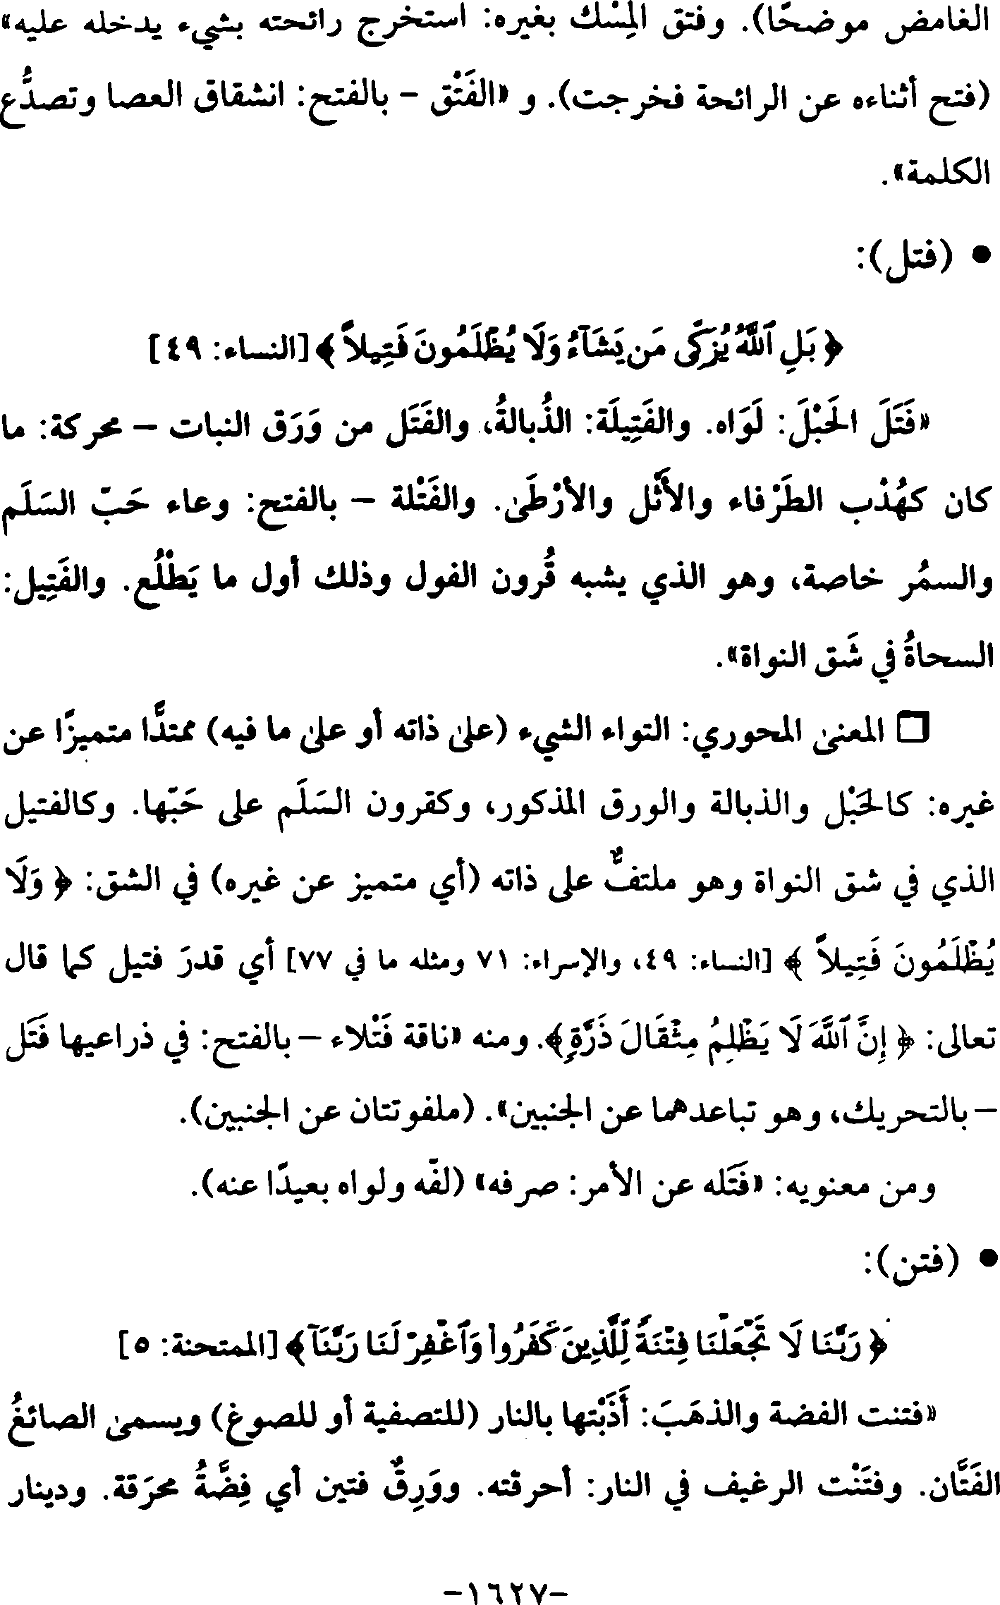 الغامض موضحًا). وفتق المِسْك بغيره: استخرج رائحته بشيء يدخله عليه»
(فتح أثناءه عن الرائحة فخرجت). و «الفَتْق – بالفتح: انشقاق العصا وتصدُّع
الكلمة».
• (فتل):
﴿ بَلِ ٱللَّهُ يُزَكِّي مَن يَشَآءُ وَلَا يُظْلَمُونَ فَتِيلاً ﴾ [النساء: ٤٩]
«فَتَلَ الحَبْلَ: لَوَاه. والفَتِيلَة: الذُّبالةُ، والفَتَل من وَرَق النبات – محركة: ما
كان كهُدْب الطَرْفاء والأَثْل والأرْطَى. والفَتْلة – بالفتح: وعاء حَبّ السَلَم
والسمُر خاصة، وهو الذي يشبه قُرون الفول وذلك أول ما يَطْلُع. والفَتِيل:
السحاةُ في شَق النواة».
❒ المعنى المحوري: التواء الشيء (على ذاته أو على ما فيه) ممتدًّا متميزًا عن
غيره: كالحَبْل والذبالة والورق المذكور، وكقرون السَلَم على حَبّها. وكالفتيل
الذي في شق النواة وهو ملتفٌّ على ذاته (أي متميز عن غيره) في الشق: ﴿ وَلَا
يُظْلَمُونَ فَتِيلاً ﴾ [النساء: ٤٩، والإسراء: ٧١ ومثله ما في ٧٧] أي قدرَ فتيل كما قال
تعالى: ﴿ إِنَّ ٱللَّهَ لَا يَظْلِمُ مِثْقَالَ ذَرَّةٍ ﴾. ومنه «ناقة فَتْلاء – بالفتح: في ذراعيها فَتَل
– بالتحريك، وهو تباعدهما عن الجنبين». (ملفوتتان عن الجنبين).
ومن معنويه: «فَتَله عن الأمر: صرفه» (لفّه ولواه بعيدًا عنه).
• (فتن):
﴿ رَبَّنَا لَا تَجْعَلْنَا فِتْنَةً لِّلَّذِينَ كَفَرُواْ وَٱغْفِرْ لَنَا رَبَّنَآ ﴾ [الممتحنة: ٥]
«فتنت الفضة والذهَبَ: أَذَبْتها بالنار (للتصفية أو للصوغ) ويسمى الصائغُ
الفَتَّان. وفتَنْت الرغيف في النار: أحرقته. ووَرِقٌ فتين أي فِضَّةٌ محرَقة. ودينار
-١٦٢٧-